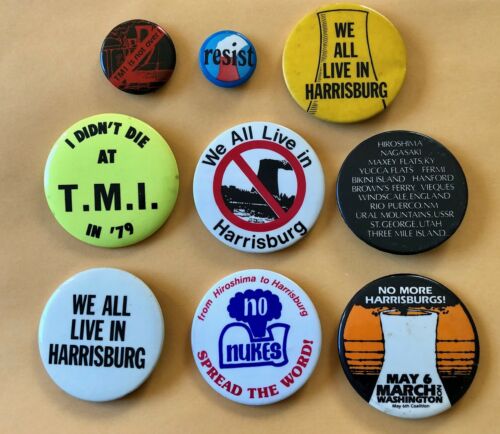 TMI is not over
resist
WE
ALL
LIVE IN
HARRISBURG
I DIDN'T DIE
AT
T.M.I.
IN '79
We All Live in
Harrisburg
HIROSHIMA
NAGASAKI
MAXEY FLATS, KY
YUCCA FLATS FERMI
BIKINI ISLAND HANFORD
BROWN'S FERRY VIEQUES
WINDSCALE, ENGLAND
RIO PUERCO, NM
URAL MOUNTAINS, USSR
ST. GEORGE, UTAH
THREE MILE ISLAND
WE ALL
LIVE IN
HARRISBURG
from Hiroshima to Harrisburg
no
NUKES
SPREAD THE WORD!
NO MORE
HARRISBURGS!
MAY 6
MARCH ON
WASHINGTON
May 6th Coalition